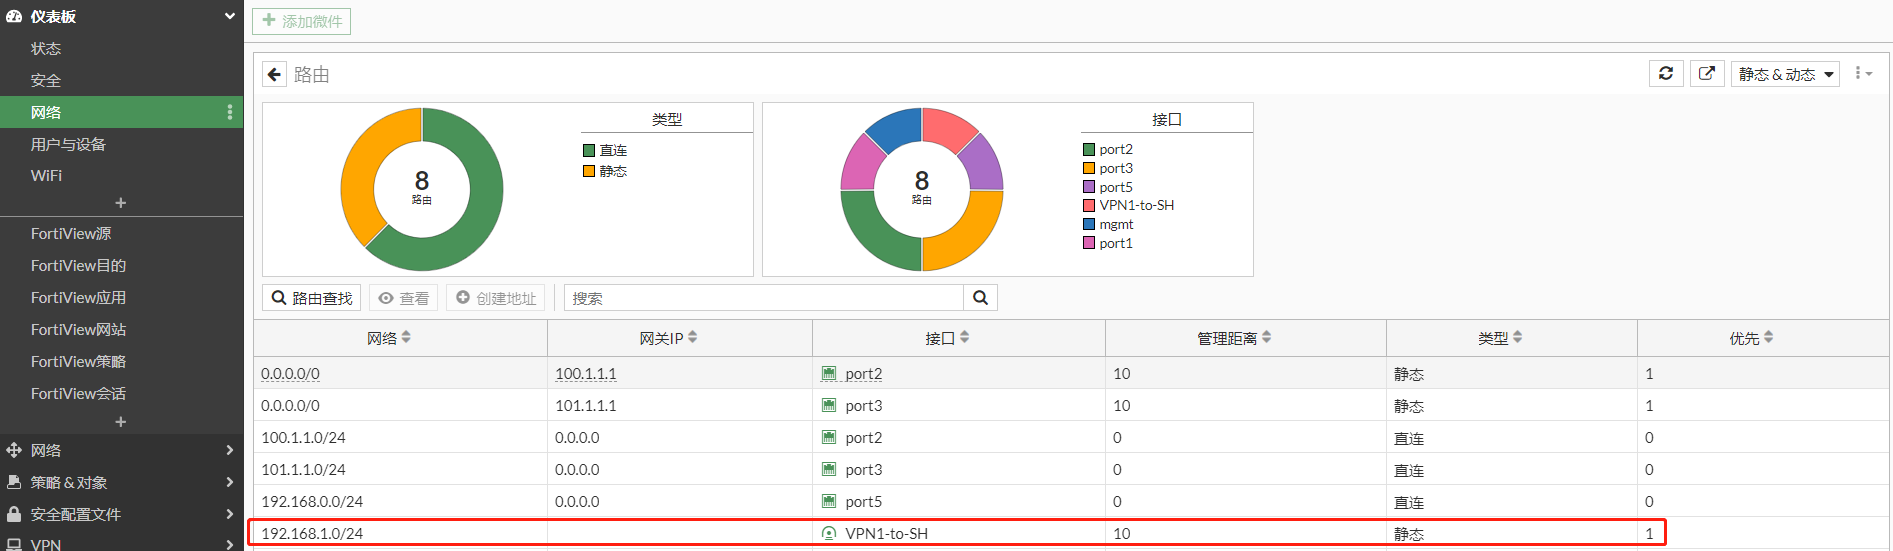 仪表板
状态
安全
网络
用户与设备
WiFi
FortiView源
FortiView目的
FortiView应用
FortiView网站
FortiView策略
FortiView会话
网络
策略 & 对象
安全配置文件
VPN
添加微件
路由
静态 & 动态
8
路由
类型
直连
静态
8
路由
接口
port2
port3
port5
VPN1-to-SH
mgmt
port1
路由查找 查看 创建地址 搜索
网络 网关IP 接口 管理距离 类型 优先
0.0.0.0/0 100.1.1.1 port2 10 静态 1
0.0.0.0/0 101.1.1.1 port3 10 静态 1
100.1.1.0/24 0.0.0.0 port2 0 直连 0
101.1.1.0/24 0.0.0.0 port3 0 直连 0
192.168.0.0/24 0.0.0.0 port5 0 直连 0
192.168.1.0/24 VPN1-to-SH 10 静态 1